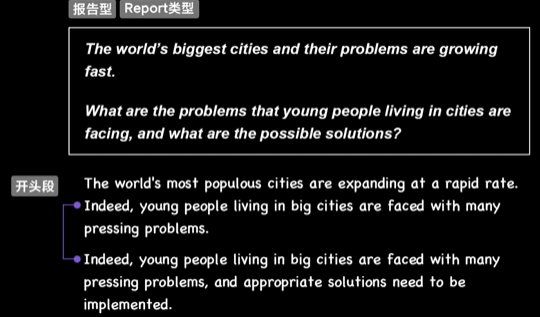 报告型 Report类型
The world's biggest cities and their problems are growing
fast.
What are the problems that young people living in cities are
facing, and what are the possible solutions?
开头段
The world's most populous cities are expanding at a rapid rate.
Indeed, young people living in big cities are faced with many
pressing problems.
Indeed, young people living in big cities are faced with many
pressing problems, and appropriate solutions need to be
implemented.